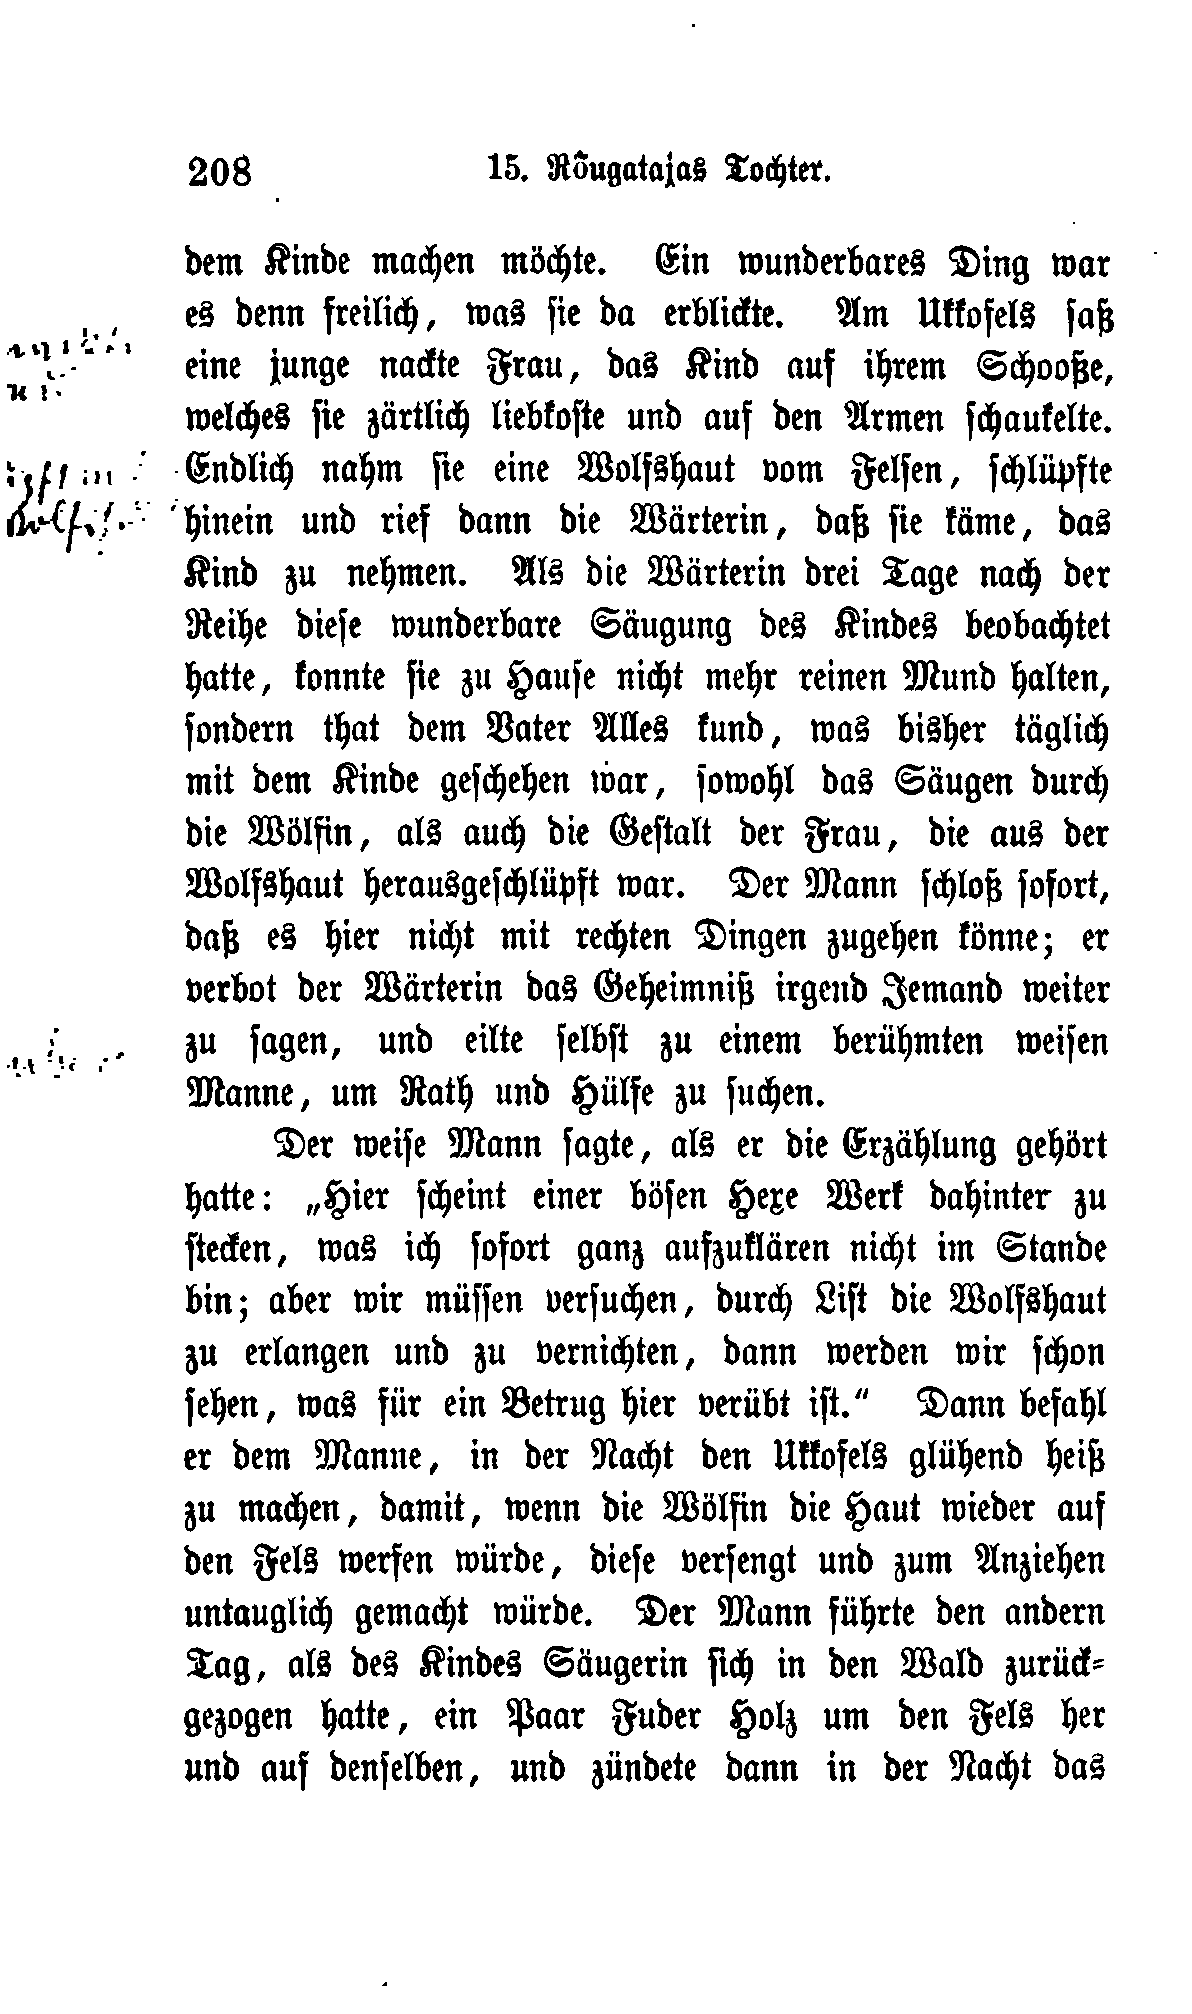 208 15. Rõugatajas Tochter.
dem Kinde machen möchte. Ein wunderbares Ding war
es denn freilich, was sie da erblickte. Am Ukkofels saß
eine junge nackte Frau, das Kind auf ihrem Schooße,
welches sie zärtlich liebkoste und auf den Armen schaukelte.
Endlich nahm sie eine Wolfshaut vom Felsen, schlüpfte
hinein und rief dann die Wärterin, daß sie käme, das
Kind zu nehmen. Als die Wärterin drei Tage nach der
Reihe diese wunderbare Säugung des Kindes beobachtet
hatte, konnte sie zu Hause nicht mehr reinen Mund halten,
sondern that dem Vater Alles kund, was bisher täglich
mit dem Kinde geschehen war, sowohl das Säugen durch
die Wölfin, als auch die Gestalt der Frau, die aus der
Wolfshaut herausgeschlüpft war. Der Mann schloß sofort,
daß es hier nicht mit rechten Dingen zugehen könne; er
verbot der Wärterin das Geheimniß irgend Jemand weiter
zu sagen, und eilte selbst zu einem berühmten weisen
Manne, um Rath und Hülfe zu suchen.
Der weise Mann sagte, als er die Erzählung gehört
hatte: „Hier scheint einer bösen Hexe Werk dahinter zu
stecken, was ich sofort ganz aufzuklären nicht im Stande
bin; aber wir müssen versuchen, durch List die Wolfshaut
zu erlangen und zu vernichten, dann werden wir schon
sehen, was für ein Betrug hier verübt ist.“ Dann befahl
er dem Manne, in der Nacht den Ukkofels glühend heiß
zu machen, damit, wenn die Wölfin die Haut wieder auf
den Fels werfen würde, diese versengt und zum Anziehen
untauglich gemacht würde. Der Mann führte den andern
Tag, als des Kindes Säugerin sich in den Wald zurück-
gezogen hatte, ein Paar Fuder Holz um den Fels her
und auf denselben, und zündete dann in der Nacht das